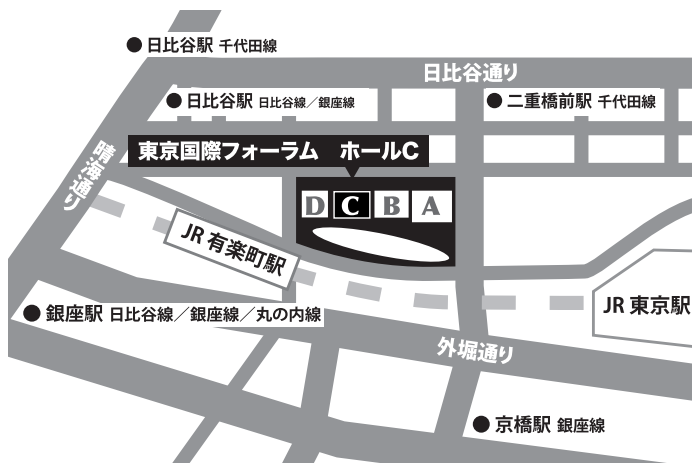 ●日比谷駅 千代田線
日比谷通り
●日比谷駅 日比谷線／銀座線
●二重橋前駅 千代田線
東京国際フォーラム　ホールC
晴海通り
D C B A
JR 有楽町駅
JR 東京駅
●銀座駅 日比谷線／銀座線／丸の内線
外堀通り
●京橋駅 銀座線